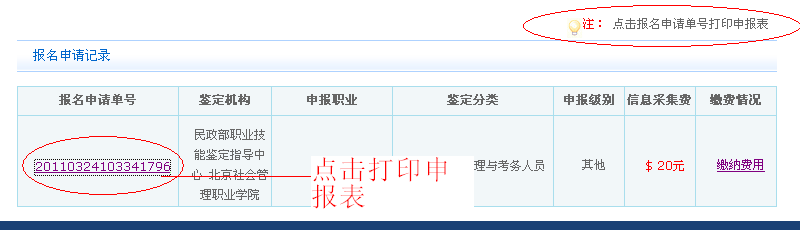 注： 点击报名申请单号打印申报表
报名申请记录
报名申请单号 鉴定机构 申报职业 鉴定分类 申报级别 信息采集费 缴费情况
20110324103341796
民政部职业技
能鉴定指导中
心 北京社会管
理职业学院
理与考务人员
其他
$ 20元
缴纳费用
点击打印申
报表